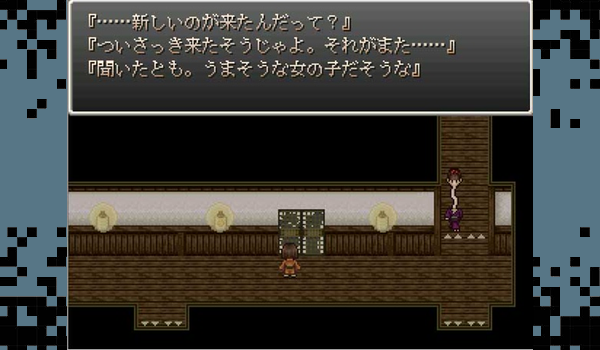 『……新しいのが来たんだって？』
『ついさっき来たそうじゃよ。それがまた……』
『聞いたとも。うまそうな女の子だそうな』